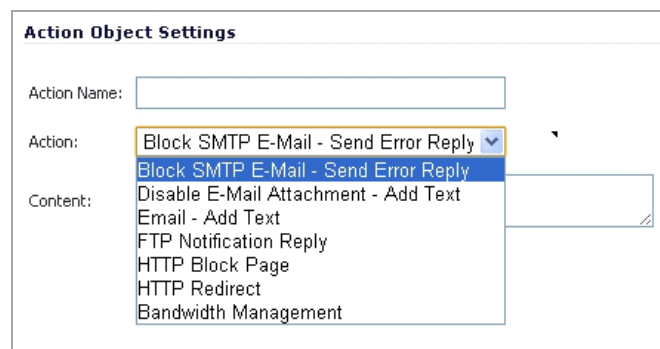 Action Object Settings
Action Name:
Action: Block SMTP E-Mail - Send Error Reply
Block SMTP E-Mail - Send Error Reply
Content: Disable E-Mail Attachment - Add Text
Email - Add Text
FTP Notification Reply
HTTP Block Page
HTTP Redirect
Bandwidth Management